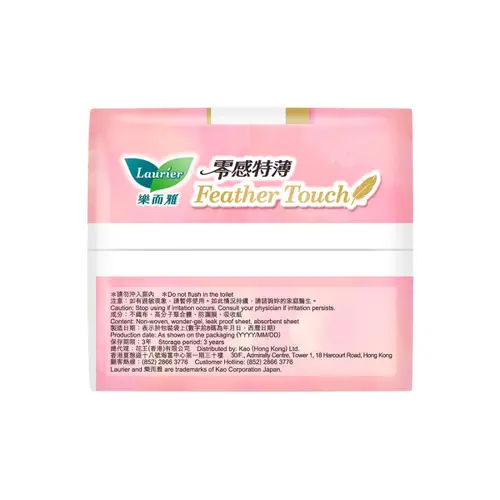 Laurier
樂而雅
零感特薄
Feather Touch
＊請勿沖入廁內 ＊Do not flush in the toilet
注意：如有過敏現象，請暫停使用。如此情況持續，請諮詢妳的家庭醫生。
Caution: Stop using if irritation occurs. Consult your physician if irritation persists.
成分：不織布、高分子聚合體、防漏膜、吸收紙
Content: Non-woven, wonder-gel, leak proof sheet, absorbent sheet
製造日期：表示於包裝袋上(數字前8碼為年月日，西曆日期)
Production date: As shown on the packaging (YYYY/MM/DD)
保存期限：3年 Storage period: 3 years
總代理：花王(香港)有限公司 Distributed by: Kao (Hong Kong) Ltd.
香港夏慤道十八號海富中心第一期三十樓 30/F., Admiralty Centre, Tower 1, 18 Harcourt Road, Hong Kong
顧客熱線：(852) 2866 3776 Customer Hotline: (852) 2866 3776
Laurier and 樂而雅 are trademarks of Kao Corporation Japan.